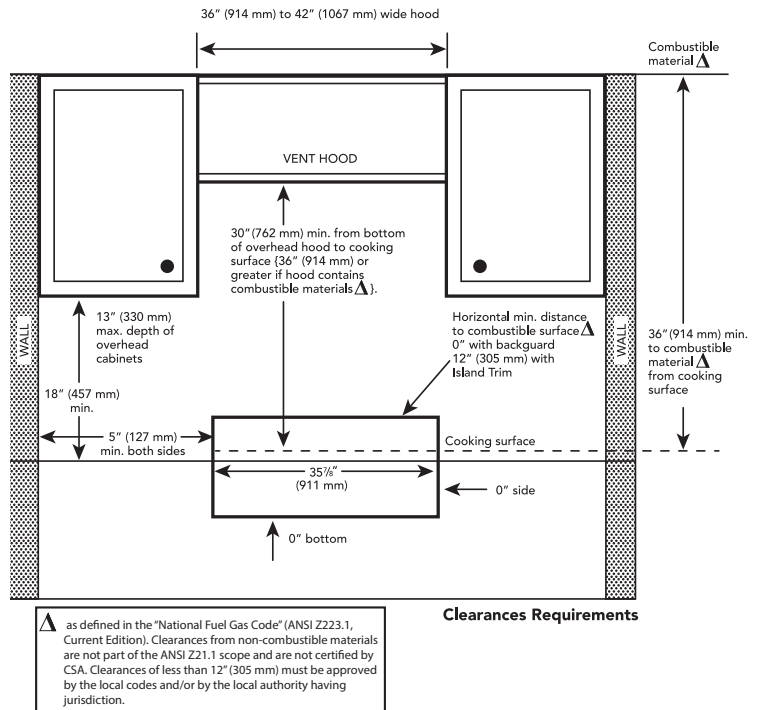 36" (914 mm) to 42" (1067 mm) wide hood
Combustible
material Δ
VENT HOOD
30" (762 mm) min. from bottom
of overhead hood to cooking
surface {36" (914 mm) or
greater if hood contains
combustible materials Δ }.
13" (330 mm)
max. depth of
overhead
cabinets
Horizontal min. distance
to combustible surface Δ
0" with backguard
12" (305 mm) with
Island Trim
WALL
WALL
36" (914 mm) min.
to combustible
material Δ
from cooking
surface
18" (457 mm)
min.
5" (127 mm)
min. both sides
Cooking surface
35⅞"
(911 mm)
0" side
0" bottom
Clearances Requirements
Δ as defined in the "National Fuel Gas Code" (ANSI Z223.1,
Current Edition). Clearances from non-combustible materials
are not part of the ANSI Z21.1 scope and are not certified by
CSA. Clearances of less than 12" (305 mm) must be approved
by the local codes and/or by the local authority having
jurisdiction.